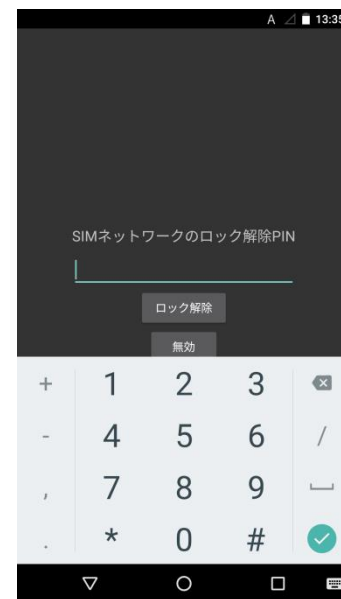 A 13:35
SIMネットワークのロック解除PIN
ロック解除
無効
+ 1 2 3
- 4 5 6 /
, 7 8 9
. * 0 #